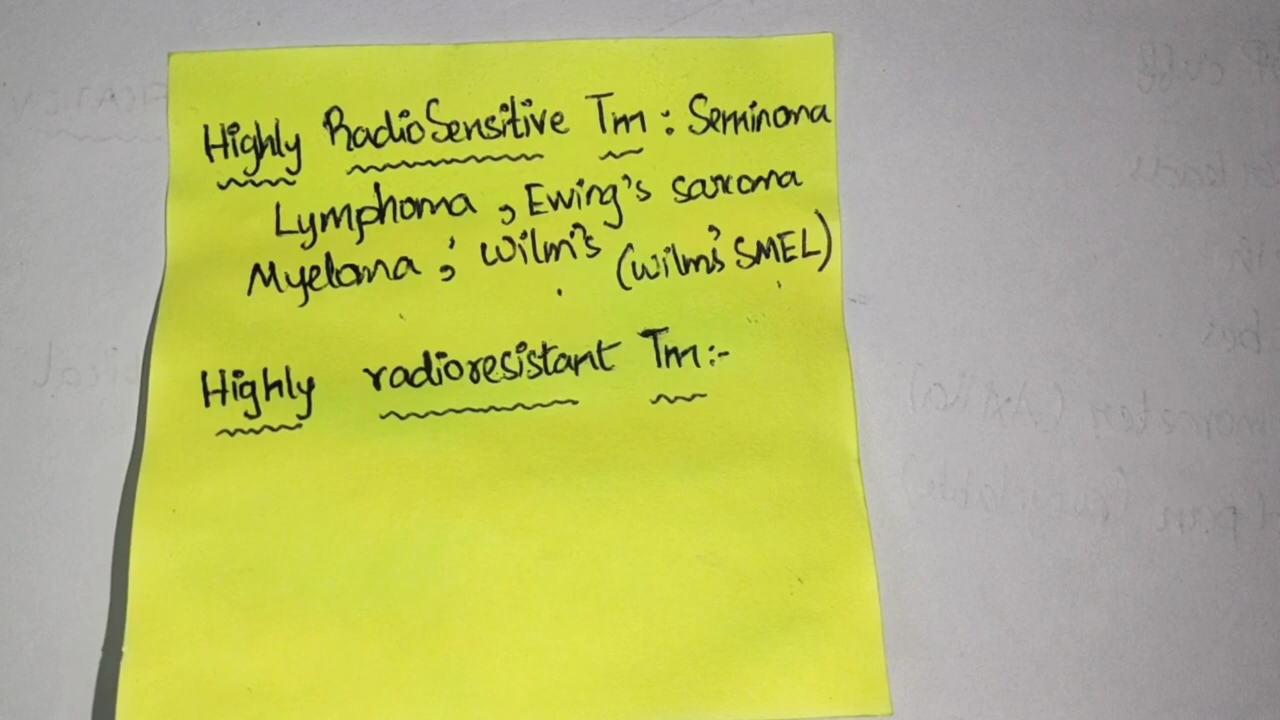 Highly RadioSensitive Tm : Seminoma
Lymphoma , Ewing's sarcoma
Myeloma , Wilm's (Wilm's SMEL)
Highly radioresistant Tm :-